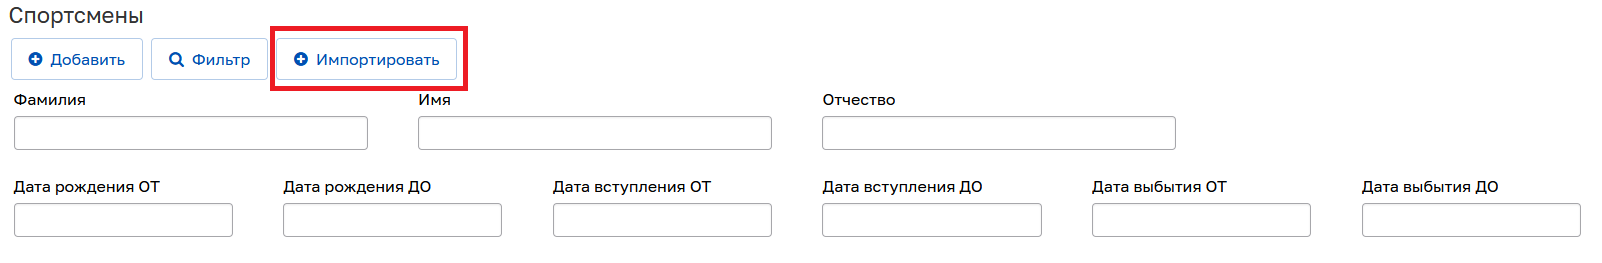 Спортсмены
Добавить Фильтр Импортировать
Фамилия Имя Отчество
Дата рождения ОТ Дата рождения ДО Дата вступления ОТ Дата вступления ДО Дата выбытия ОТ Дата выбытия ДО